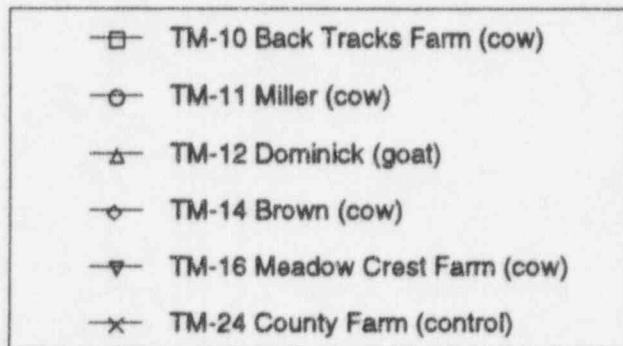 TM-10 Back Tracks Farm (cow)
TM-11 Miller (cow)
TM-12 Dominick (goat)
TM-14 Brown (cow)
TM-16 Meadow Crest Farm (cow)
TM-24 County Farm (control)